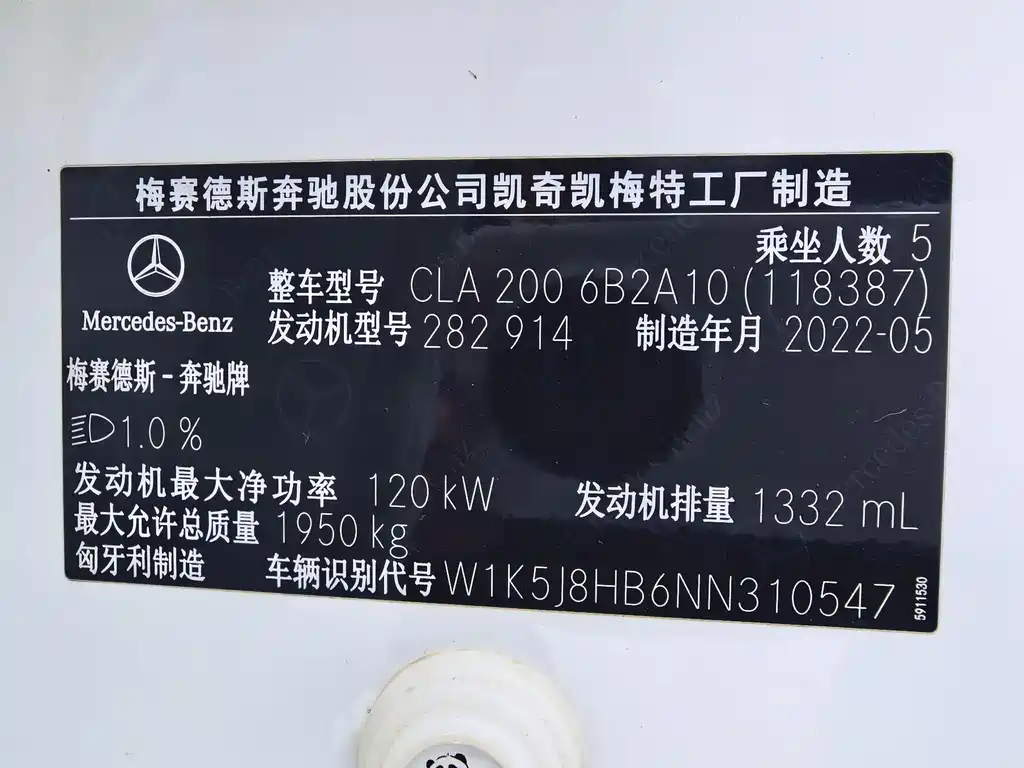 梅赛德斯奔驰股份公司凯奇凯梅特工厂制造
乘坐人数 5
整车型号 CLA 200 6B2A10 (118387)
Mercedes-Benz
发动机型号 282 914 制造年月 2022-05
梅赛德斯-奔驰牌
1.0 %
发动机最大净功率 120 kW 发动机排量 1332 mL
最大允许总质量 1950 kg
匈牙利制造 车辆识别代号 W1K5J8HB6NN310547
5911530